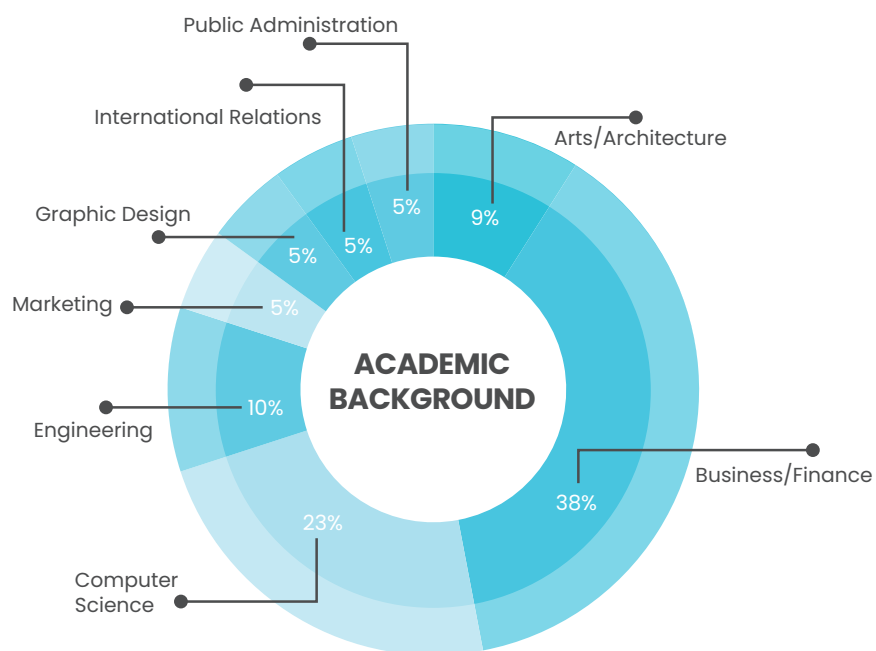 Public Administration
International Relations
Arts/Architecture
Graphic Design
5%
9%
5%
5%
Marketing
5%
ACADEMIC
BACKGROUND
Engineering
10%
Business/Finance
38%
23%
Computer
Science